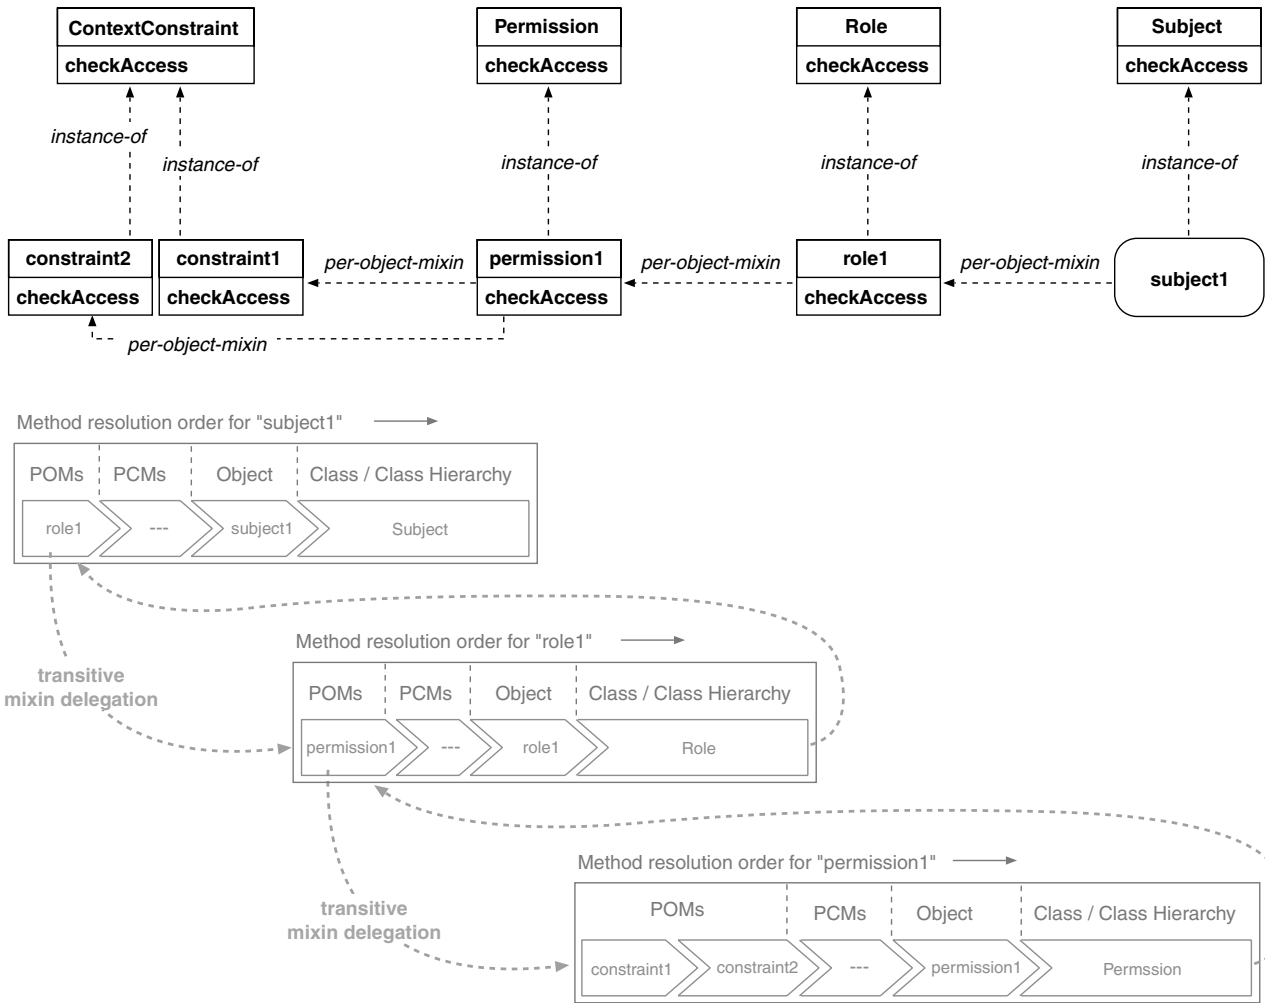 ContextConstraint
checkAccess
Permission
checkAccess
Role
checkAccess
Subject
checkAccess
instance-of
instance-of
instance-of
instance-of
instance-of
constraint2
checkAccess
constraint1
checkAccess
per-object-mixin
permission1
checkAccess
per-object-mixin
role1
checkAccess
per-object-mixin
subject1
per-object-mixin
Method resolution order for "subject1"
POMs
PCMs
Object
Class / Class Hierarchy
role1
---
subject1
Subject
transitive
mixin delegation
Method resolution order for "role1"
POMs
PCMs
Object
Class / Class Hierarchy
permission1
---
role1
Role
transitive
mixin delegation
Method resolution order for "permission1"
POMs
PCMs
Object
Class / Class Hierarchy
constraint1
constraint2
---
permission1
Permssion